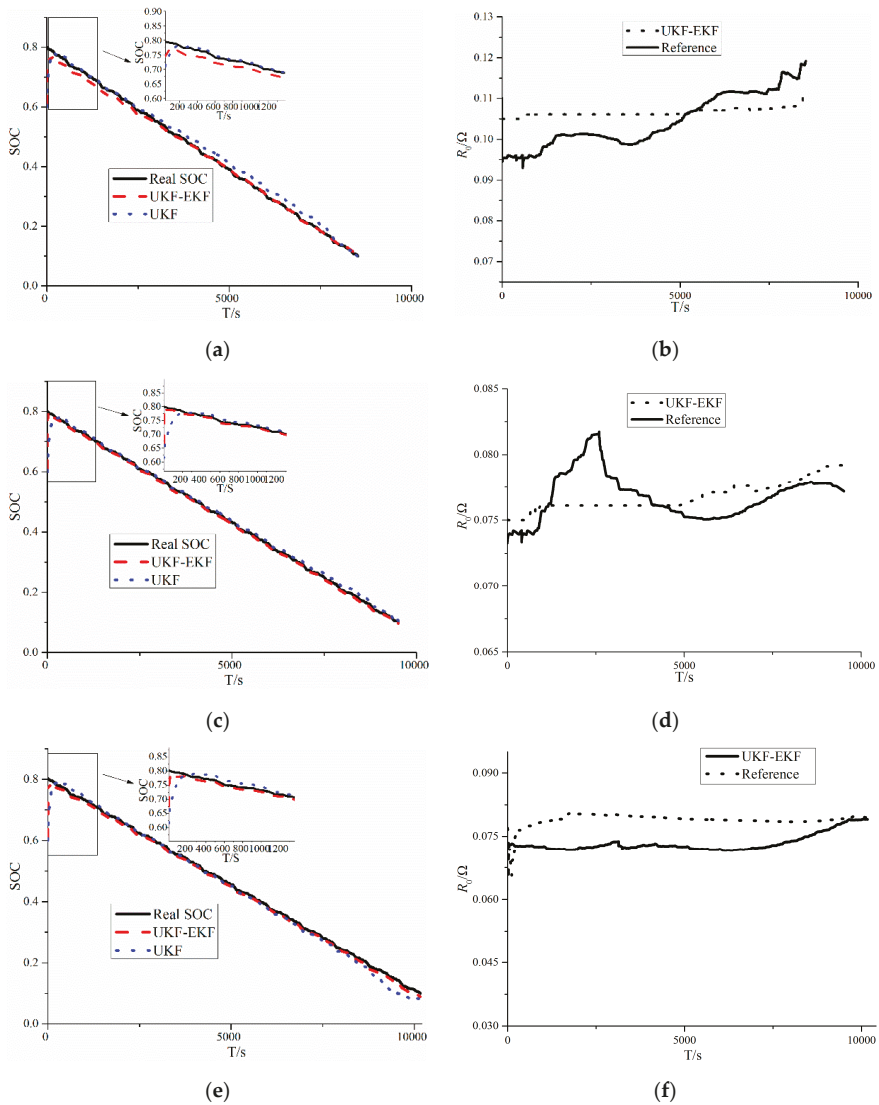 0.90
0.85
0.80
0.75
0.70
0.65
0.60
SOC
200 400 600 800 1000 1200
T/s
0.8
0.6
0.4
0.2
0.0
SOC
Real SOC
UKF-EKF
UKF
0 5000 10000
T/s
(a)
0.13
0.12
0.11
0.10
0.09
0.08
0.07
R0/Ω
UKF-EKF
Reference
0 5000 10000
T/s
(b)
0.85
0.80
0.75
0.70
0.65
0.60
SOC
200 400 600 800 1000 1200
T/S
0.8
0.6
0.4
0.2
0.0
SOC
Real SOC
UKF-EKF
UKF
0 5000 10000
T/s
(c)
0.085
0.080
0.075
0.070
0.065
R0/Ω
UKF-EKF
Reference
0 5000 10000
T/s
(d)
0.85
0.80
0.75
0.70
0.65
0.60
SOC
200 400 600 800 1000 1200
T/S
0.8
0.6
0.4
0.2
0.0
SOC
Real SOC
UKF-EKF
UKF
0 5000 10000
T/s
(e)
0.090
0.075
0.060
0.045
0.030
R0/Ω
UKF-EKF
Reference
0 5000 10000
T/s
(f)